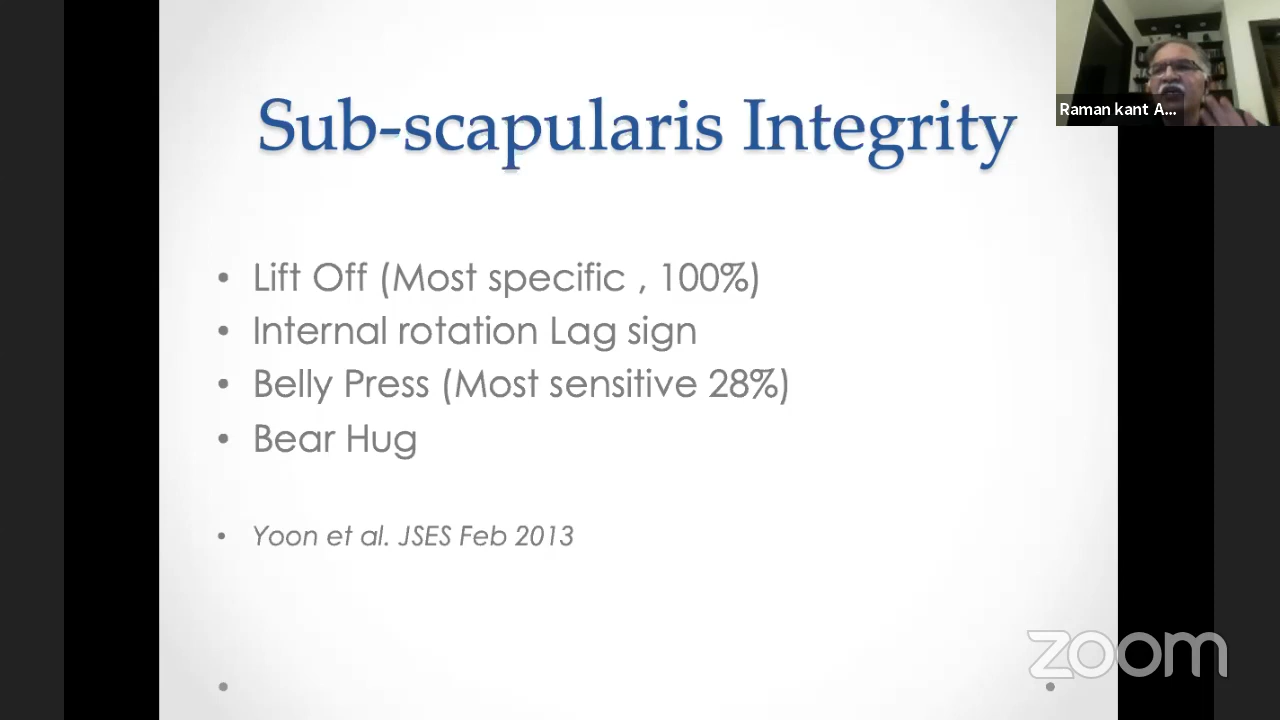 Sub-scapularis Integrity
Raman kant A...
• Lift Off (Most specific , 100%)
• Internal rotation Lag sign
• Belly Press (Most sensitive 28%)
• Bear Hug
• Yoon et al. JSES Feb 2013
zoom